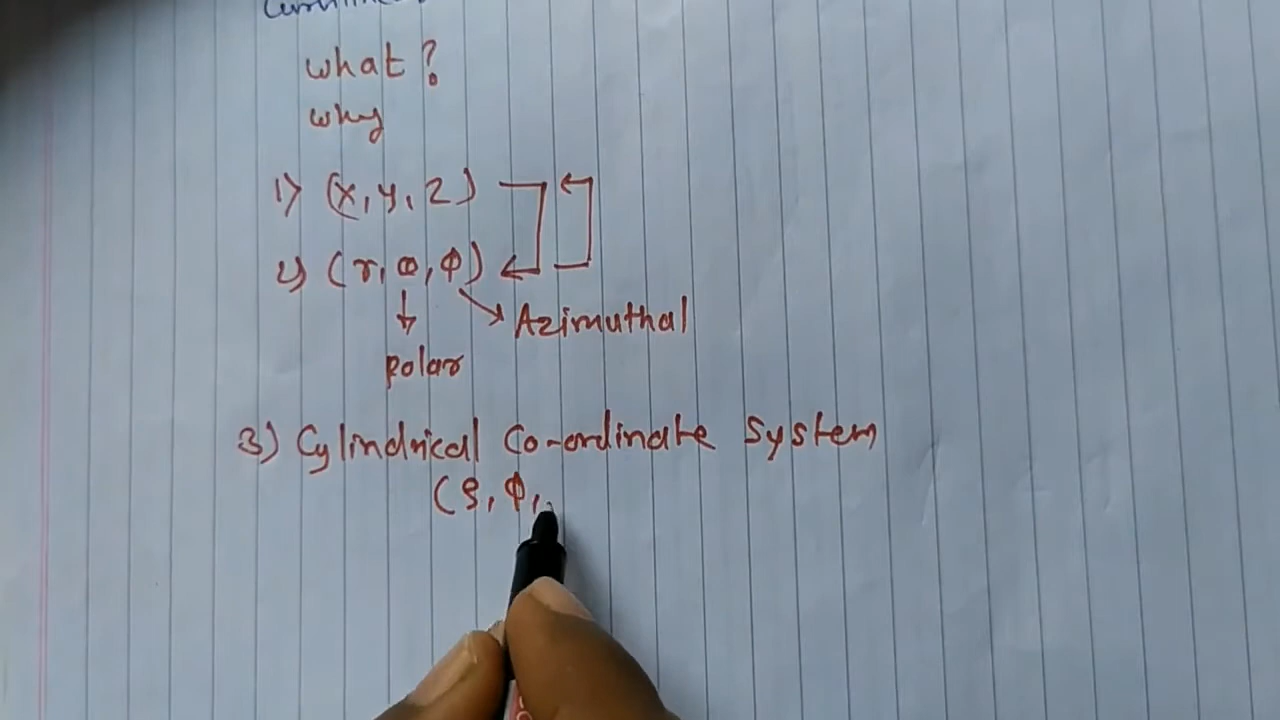 what?
why
1) (x, y, z)
2) (r, θ, φ)
Azimuthal
polar
3) Cylindrical Co-ordinate System
(ρ, φ,